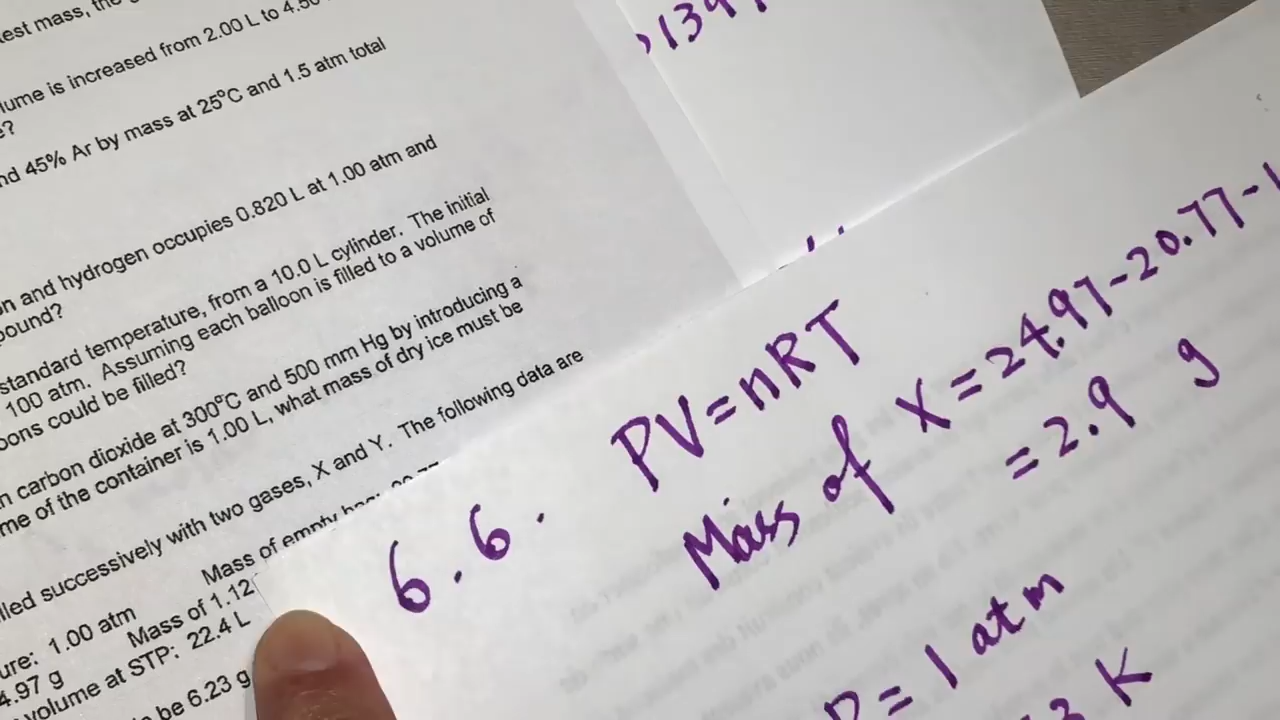 est mass, the
lume is increased from 2.00 L to 4.50
e?
nd 45% Ar by mass at 25°C and 1.5 atm total
n and hydrogen occupies 0.820 L at 1.00 atm and
pound?
standard temperature, from a 10.0 L cylinder. The initial
100 atm. Assuming each balloon is filled to a volume of
oons could be filled?
n carbon dioxide at 300°C and 500 mm Hg by introducing a
me of the container is 1.00 L, what mass of dry ice must be
lled successively with two gases, X and Y. The following data are
Mass of empty
ure: 1.00 atm
Mass of 1.12
4.97 g
volume at STP: 22.4 L
be 6.23 g
139
6.6.
PV=nRT
Mass of X = 24.97-20.77-1
= 2.9 g
P = 1 atm
3 K